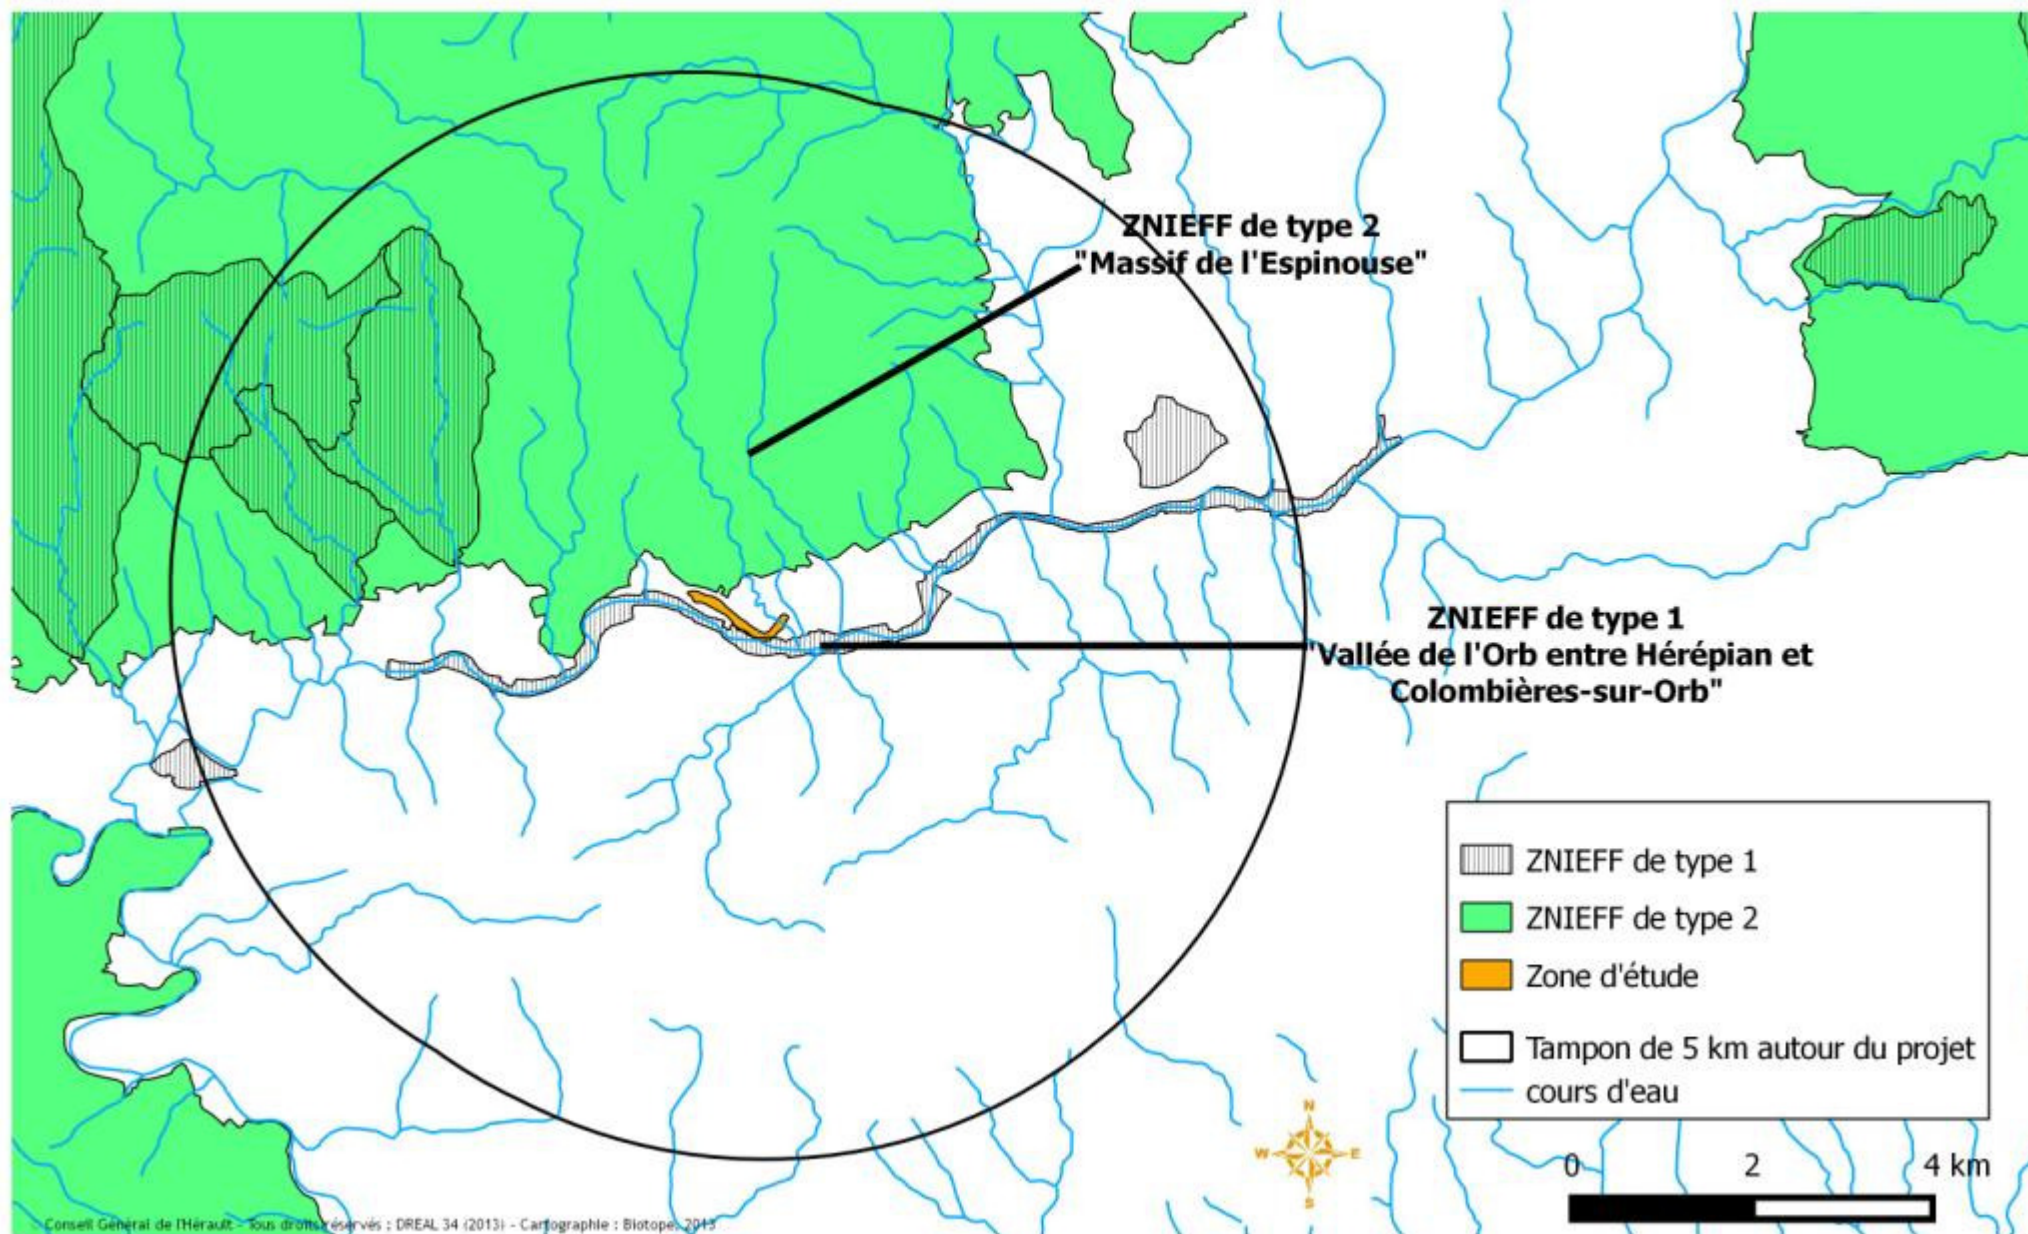 ZNIEFF de type 2
"Massif de l'Espinouse"
ZNIEFF de type 1
"Vallée de l'Orb entre Hérépian et
Colombières-sur-Orb"
ZNIEFF de type 1
ZNIEFF de type 2
Zone d'étude
Tampon de 5 km autour du projet
cours d'eau
N
W E
S
0 2 4 km
Conseil Général de l'Hérault - Tous droits réservés ; DREAL 34 (2013) - Cartographie : Biotope, 2013